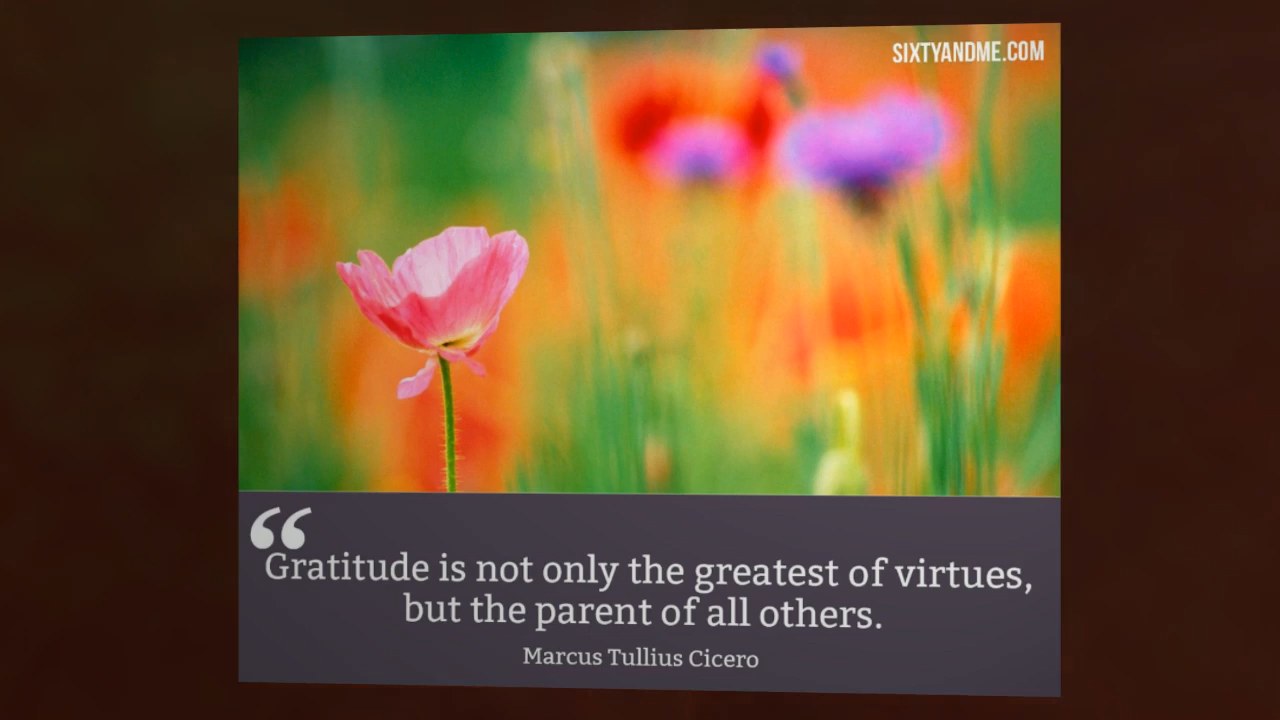 SIXTYANDME.COM
“
Gratitude is not only the greatest of virtues,
but the parent of all others.
Marcus Tullius Cicero